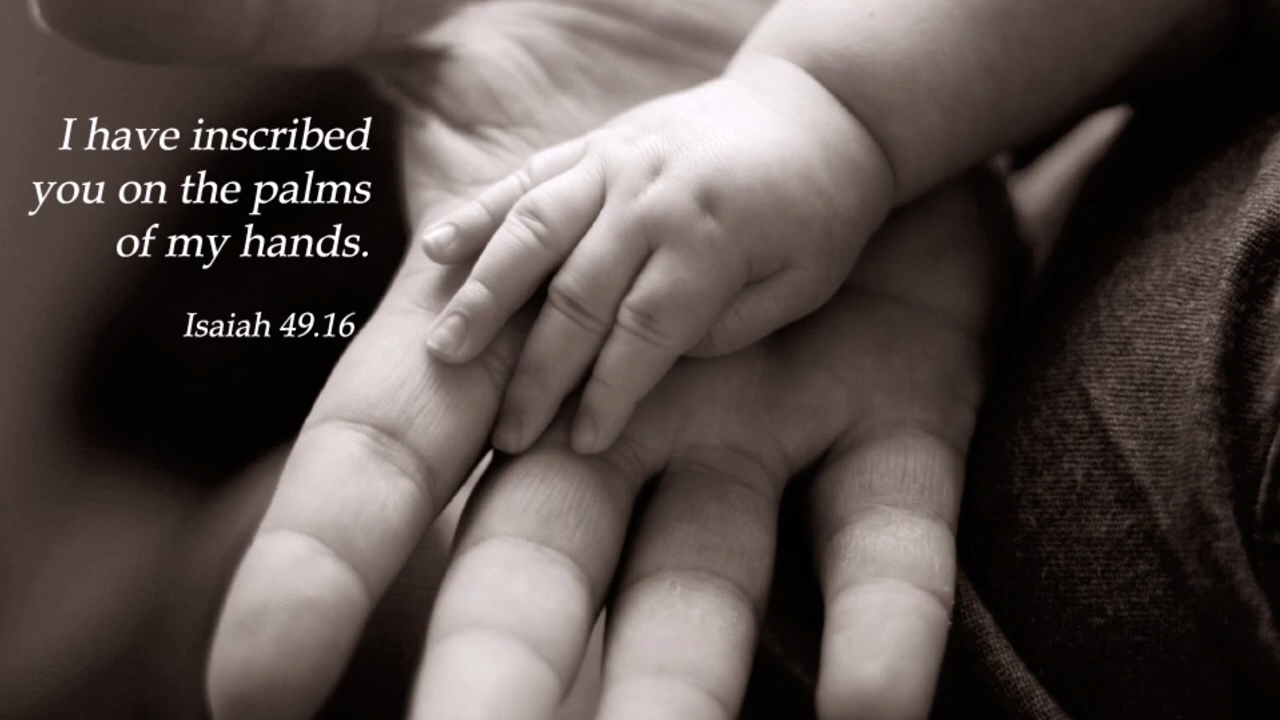 I have inscribed
you on the palms
of my hands.
Isaiah 49.16